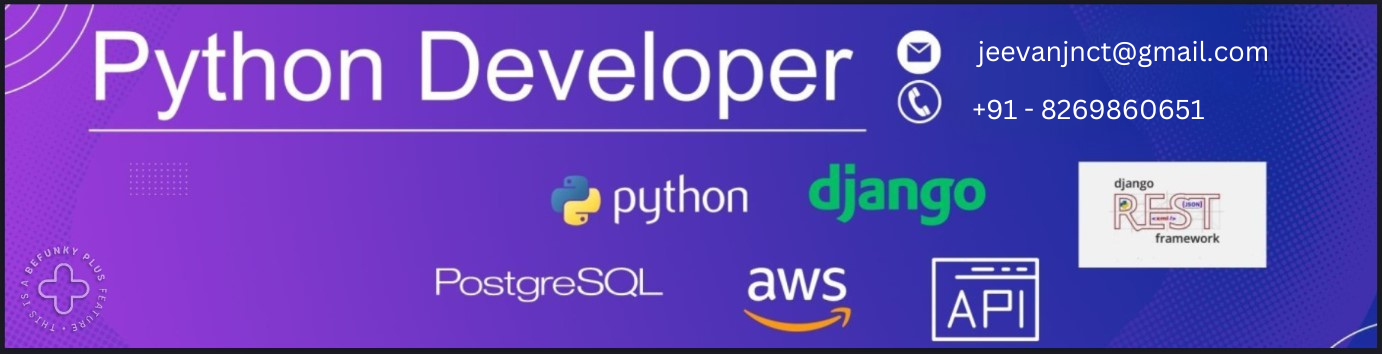 Python Developer
jeevanjnct@gmail.com
+91 - 8269860651
python
django
django
REST
{JSON}
framework
PostgreSQL
aws
API
THIS IS A BEFUNKY PLUS FEATURE •